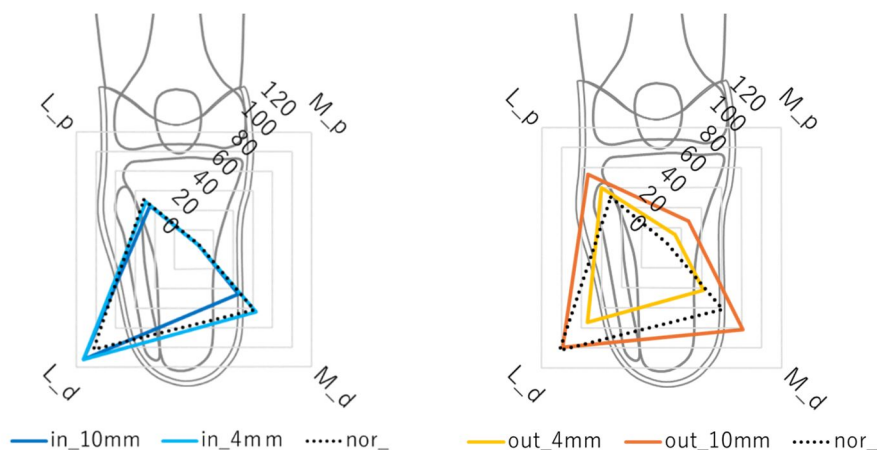 L_p
M_p
120
100
80
60
40
20
0
L_d
M_d
in_10mm
in_4mm
nor_
L_p
M_p
120
100
80
60
40
20
0
L_d
M_d
out_4mm
out_10mm
nor_